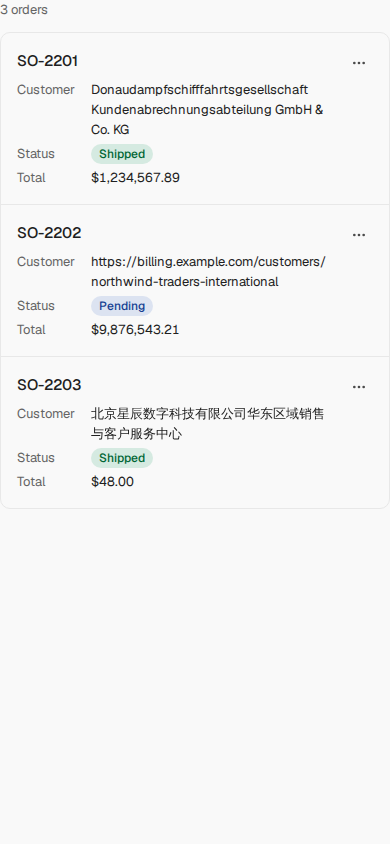 3 orders
SO-2201
Customer Donaudampfschifffahrtsgesellschaft
Kundenabrechnungsabteilung GmbH &
Co. KG
Status Shipped
Total $1,234,567.89
SO-2202
Customer https://billing.example.com/customers/
northwind-traders-international
Status Pending
Total $9,876,543.21
SO-2203
Customer 北京星辰数字科技有限公司华东区域销售
与客户服务中心
Status Shipped
Total $48.00